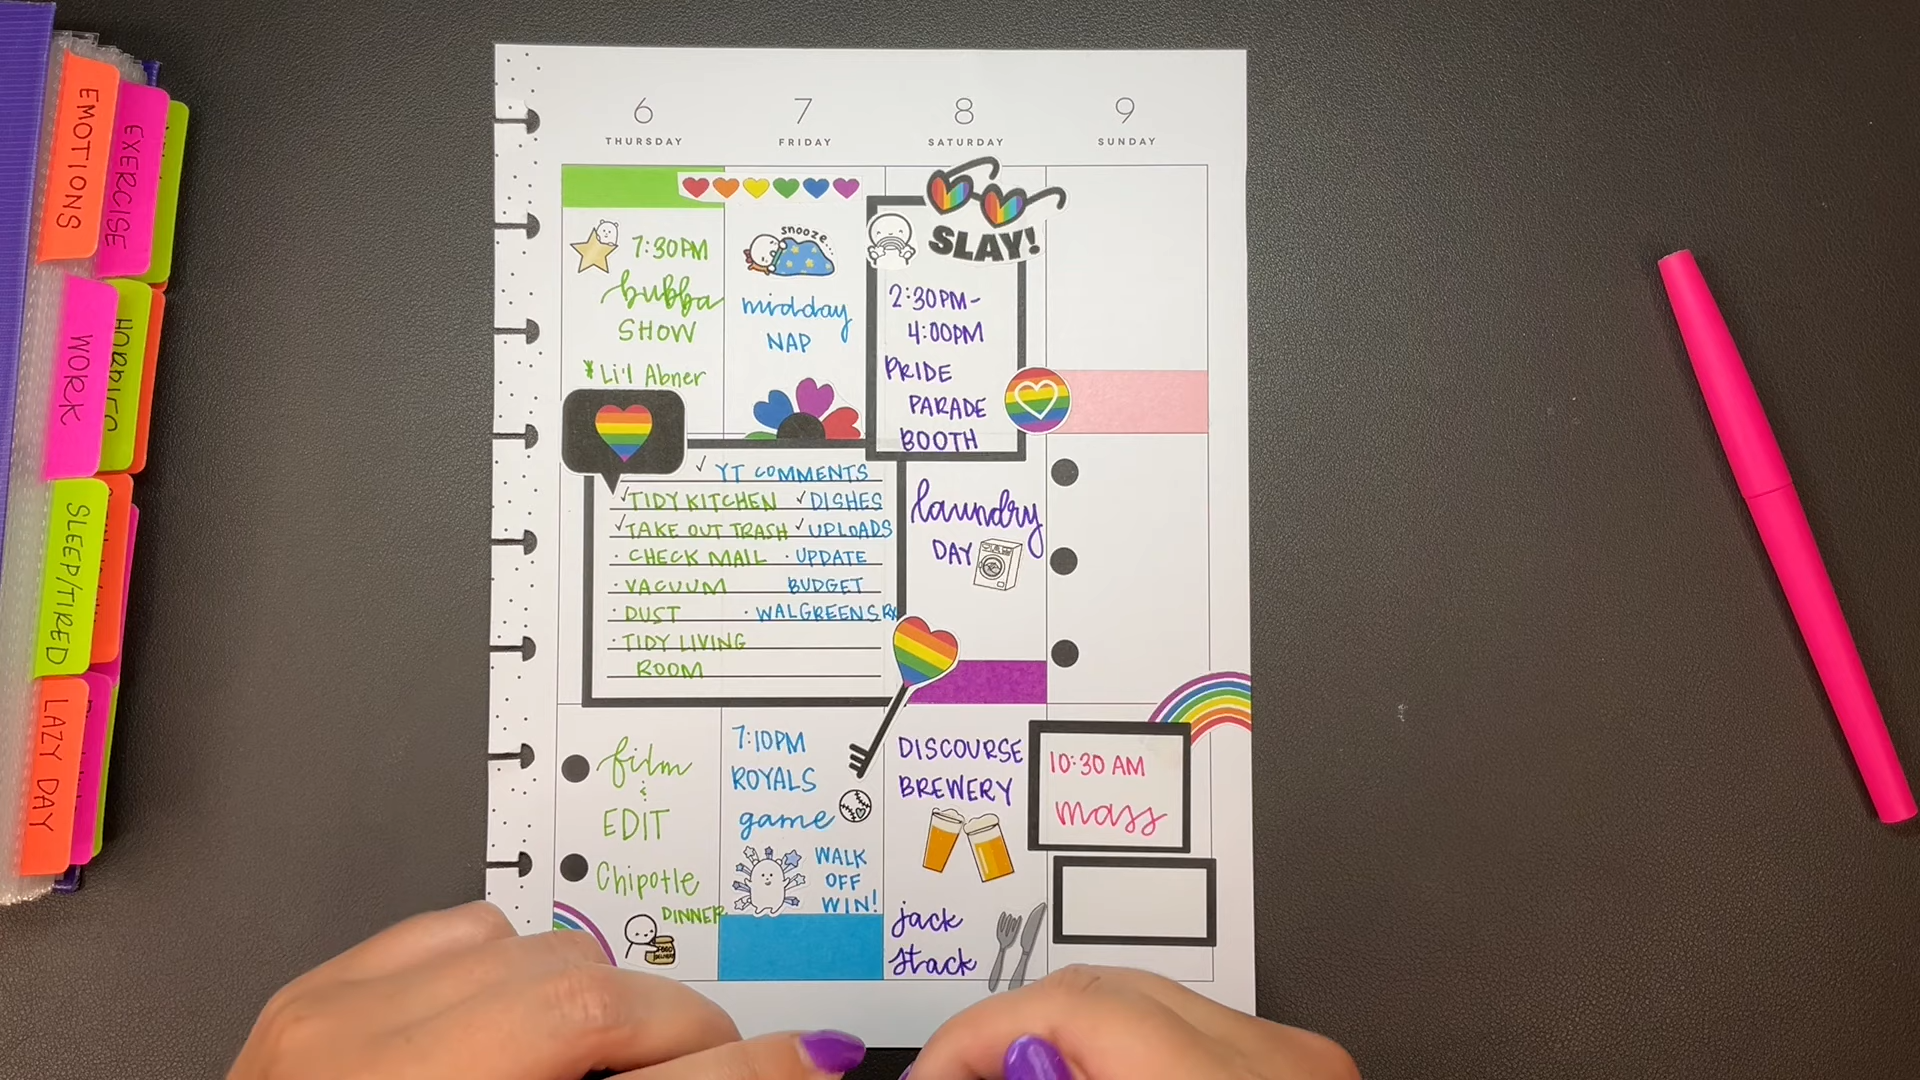 EMOTIONS
EXERCISE
WORK
HOBBIES
SLEEP/TIRED
LAZY DAY
6
THURSDAY
7
FRIDAY
8
SATURDAY
9
SUNDAY
7:30PM
bubba
SHOW
*Li'l Abner
snooze...
midday
NAP
SLAY!
2:30PM-
4:00PM
PRIDE
PARADE
BOOTH
✓ YT COMMENTS
✓TIDY KITCHEN ✓DISHES
✓TAKE OUT TRASH ✓UPLOADS
· CHECK MAIL · UPDATE
· VACUUM BUDGET
· DUST · WALGREENS RX
· TIDY LIVING
ROOM
laundry
DAY
film
&
EDIT
Chipotle
DINNER
7:10PM
ROYALS
game
WALK
OFF
WIN!
DISCOURSE
BREWERY
jack
stack
10:30 AM
mass